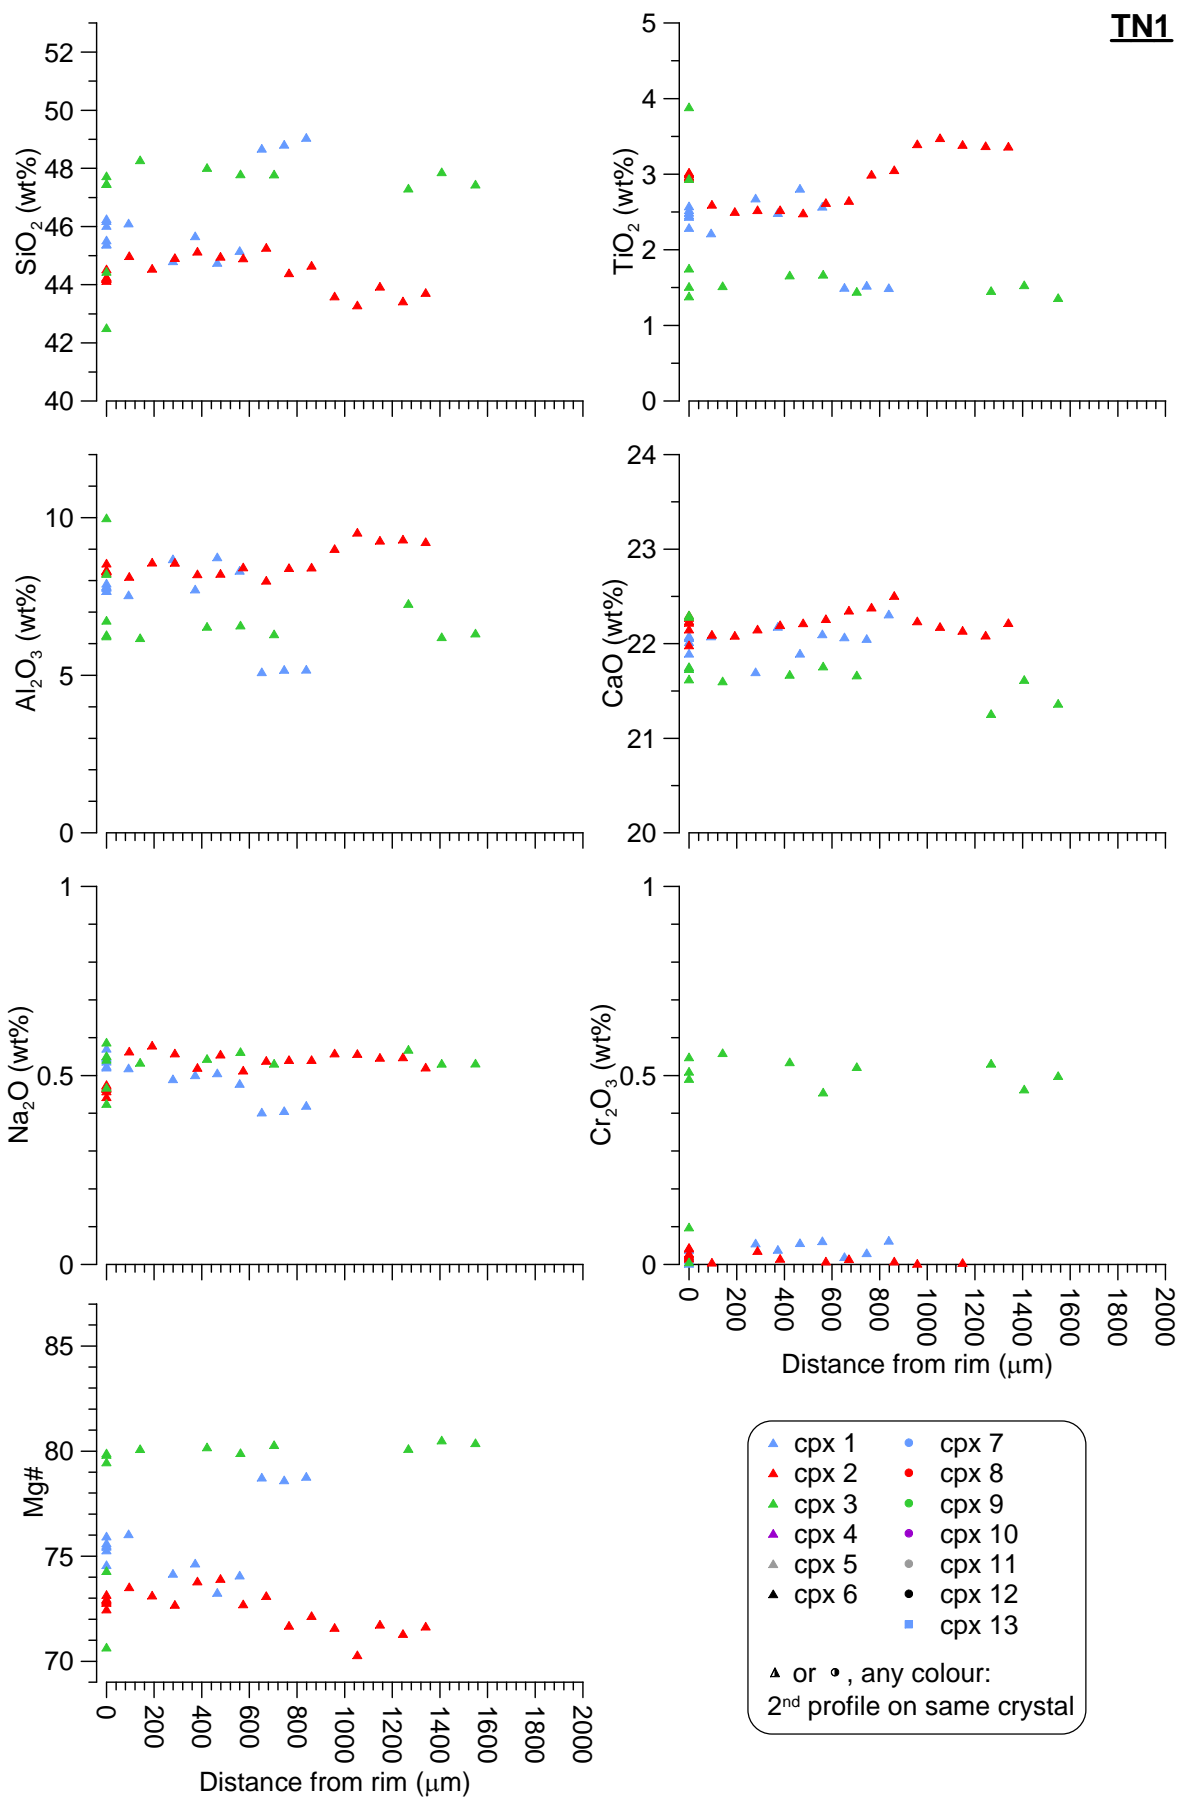 TN1
52
50
48
46
44
42
40
SiO₂ (wt%)
5
4
3
2
1
0
TiO₂ (wt%)
10
5
0
Al₂O₃ (wt%)
24
23
22
21
20
CaO (wt%)
1
0.5
0
Na₂O (wt%)
1
0.5
0
Cr₂O₃ (wt%)
0
200
400
600
800
1000
1200
1400
1600
1800
2000
Distance from rim (μm)
85
80
75
70
Mg#
0
200
400
600
800
1000
1200
1400
1600
1800
2000
Distance from rim (μm)
cpx 1
cpx 2
cpx 3
cpx 4
cpx 5
cpx 6
cpx 7
cpx 8
cpx 9
cpx 10
cpx 11
cpx 12
cpx 13
or , any colour:
2ⁿᵈ profile on same crystal